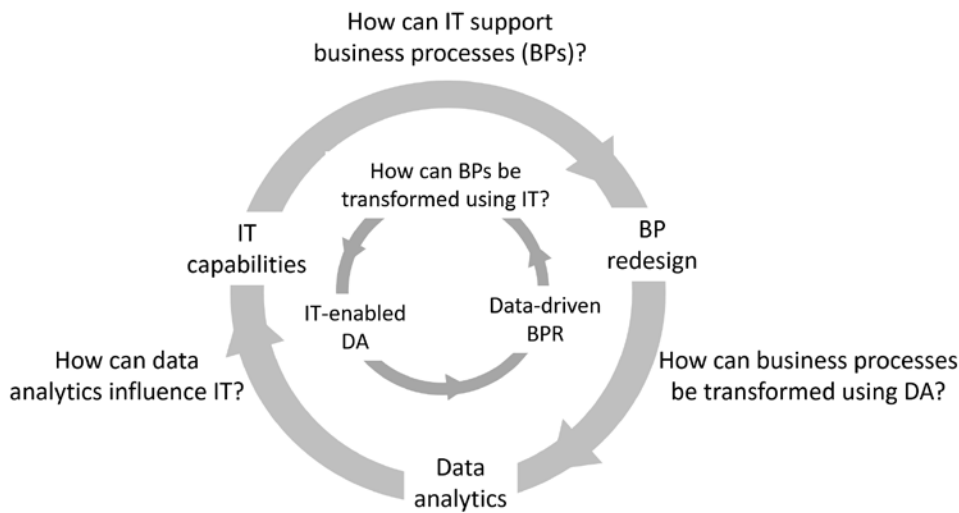 How can IT support
business processes (BPs)?
How can BPs be
transformed using IT?
IT
capabilities
BP
redesign
IT-enabled
DA
Data-driven
BPR
How can data
analytics influence IT?
How can business processes
be transformed using DA?
Data
analytics